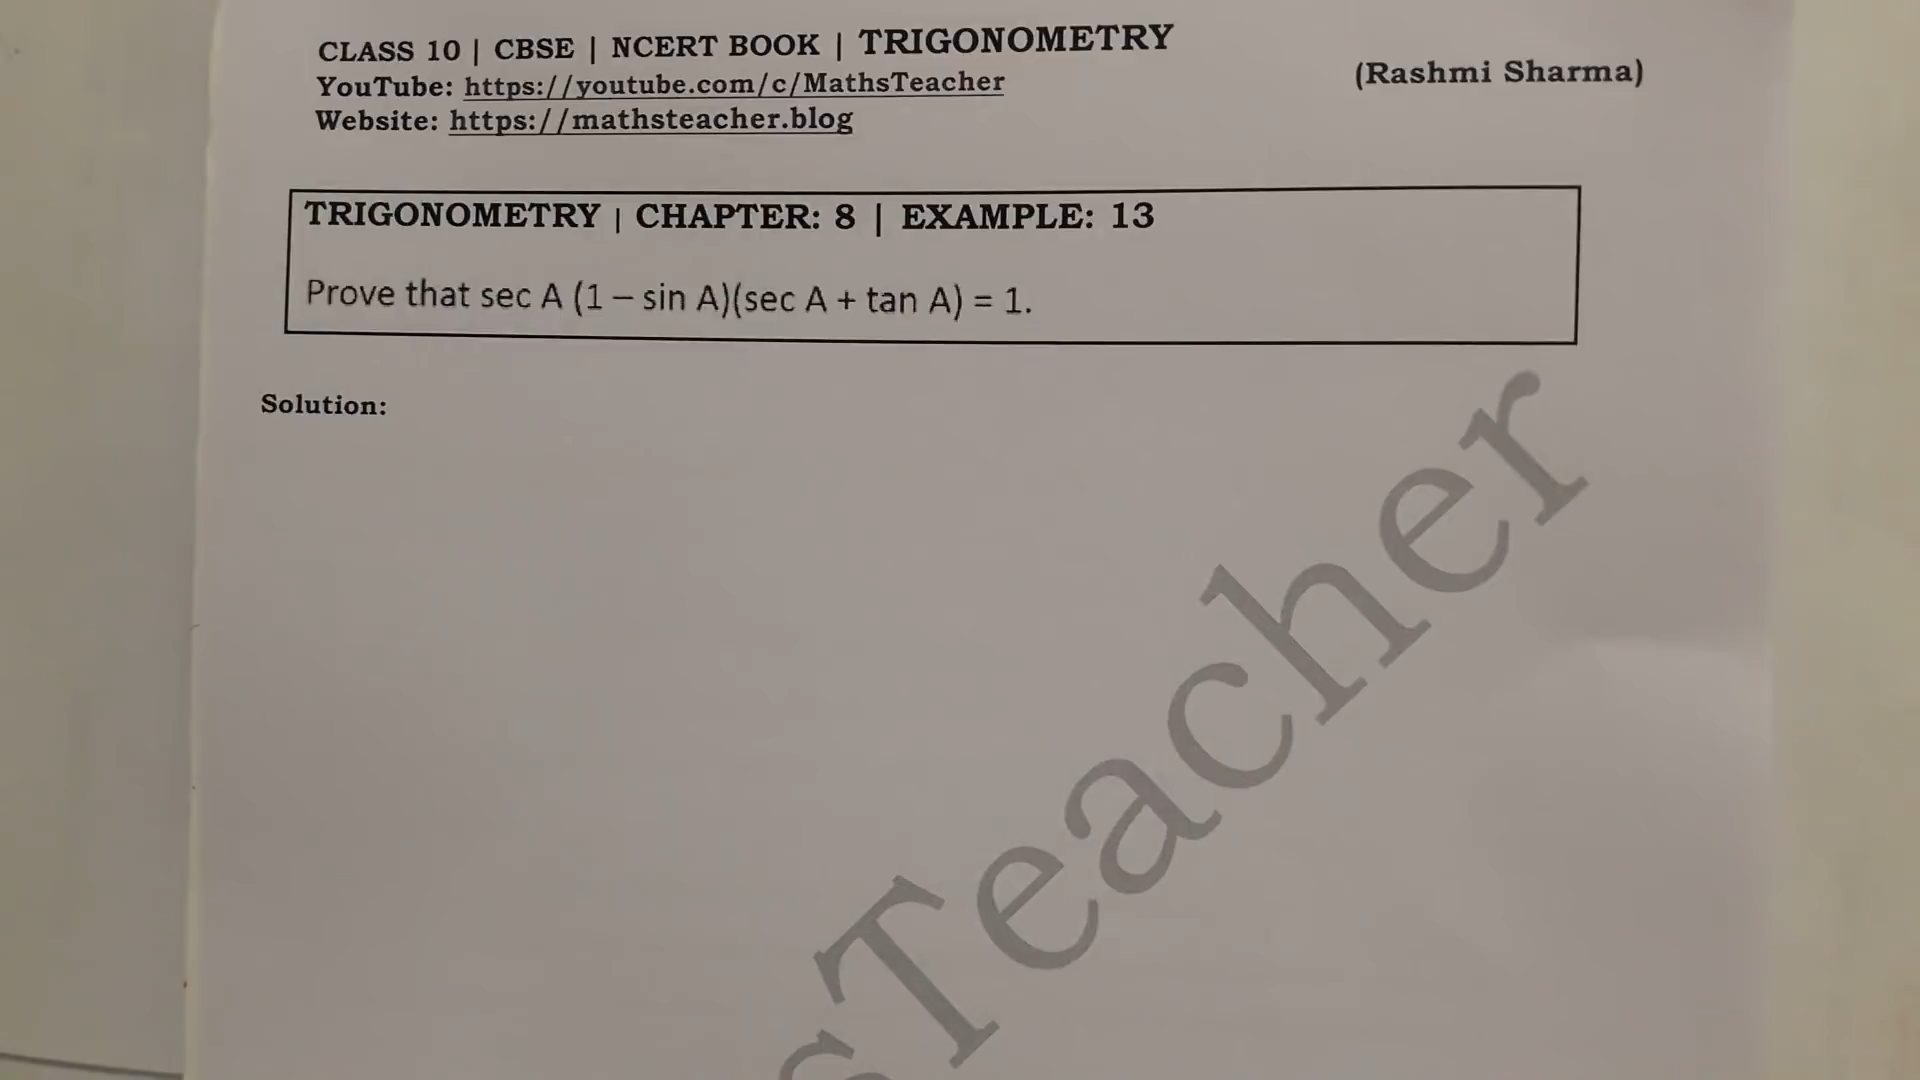 CLASS 10 | CBSE | NCERT BOOK | TRIGONOMETRY
YouTube: https://youtube.com/c/MathsTeacher
(Rashmi Sharma)
Website: https://mathsteacher.blog
TRIGONOMETRY | CHAPTER: 8 | EXAMPLE: 13
Prove that sec A (1 – sin A)(sec A + tan A) = 1.
Solution:
sTeacher